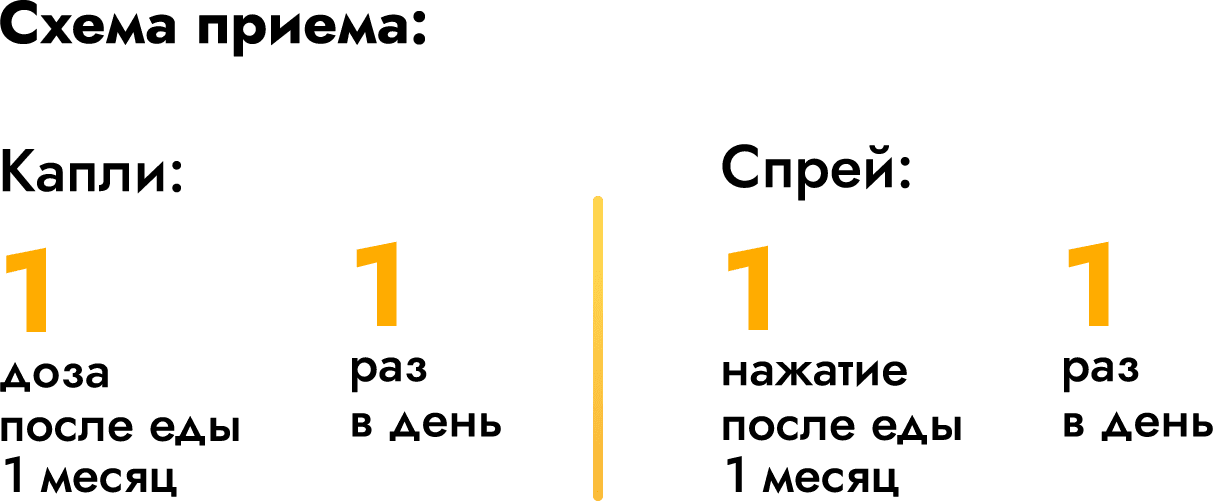 Схема приема:
Капли:
1
доза
после еды
1 месяц
1
раз
в день
Спрей:
1
нажатие
после еды
1 месяц
1
раз
в день